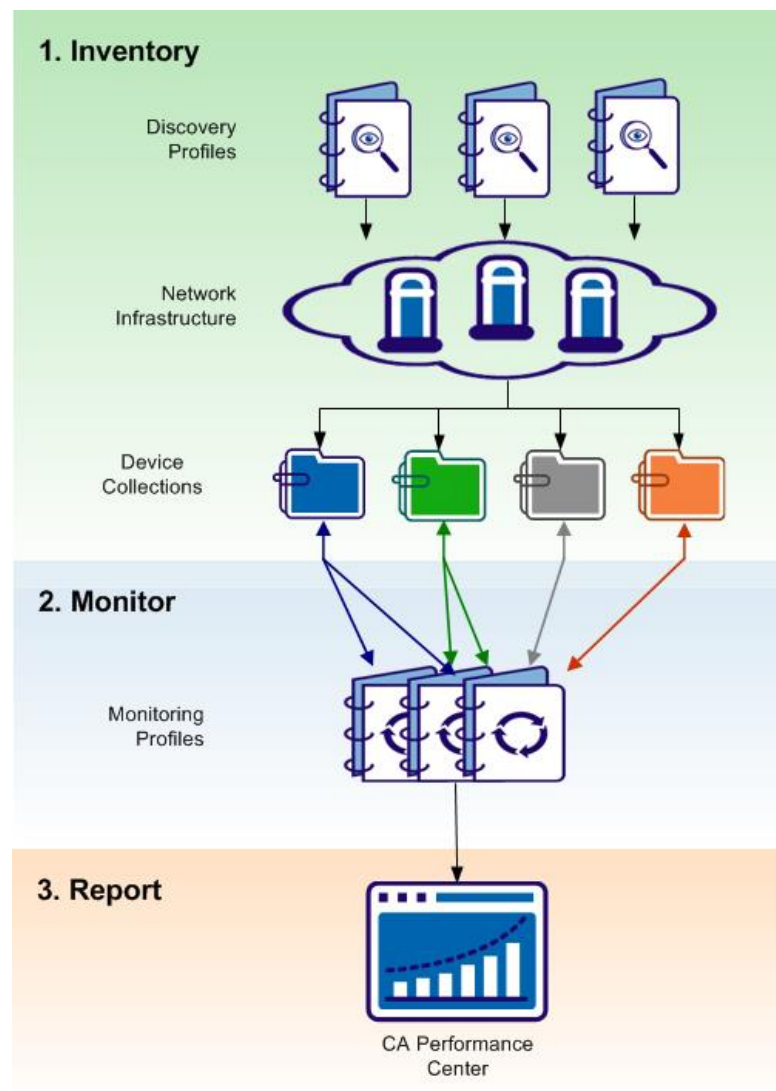 1. Inventory
Discovery
Profiles
Network
Infrastructure
Device
Collections
2. Monitor
Monitoring
Profiles
3. Report
CA Performance
Center